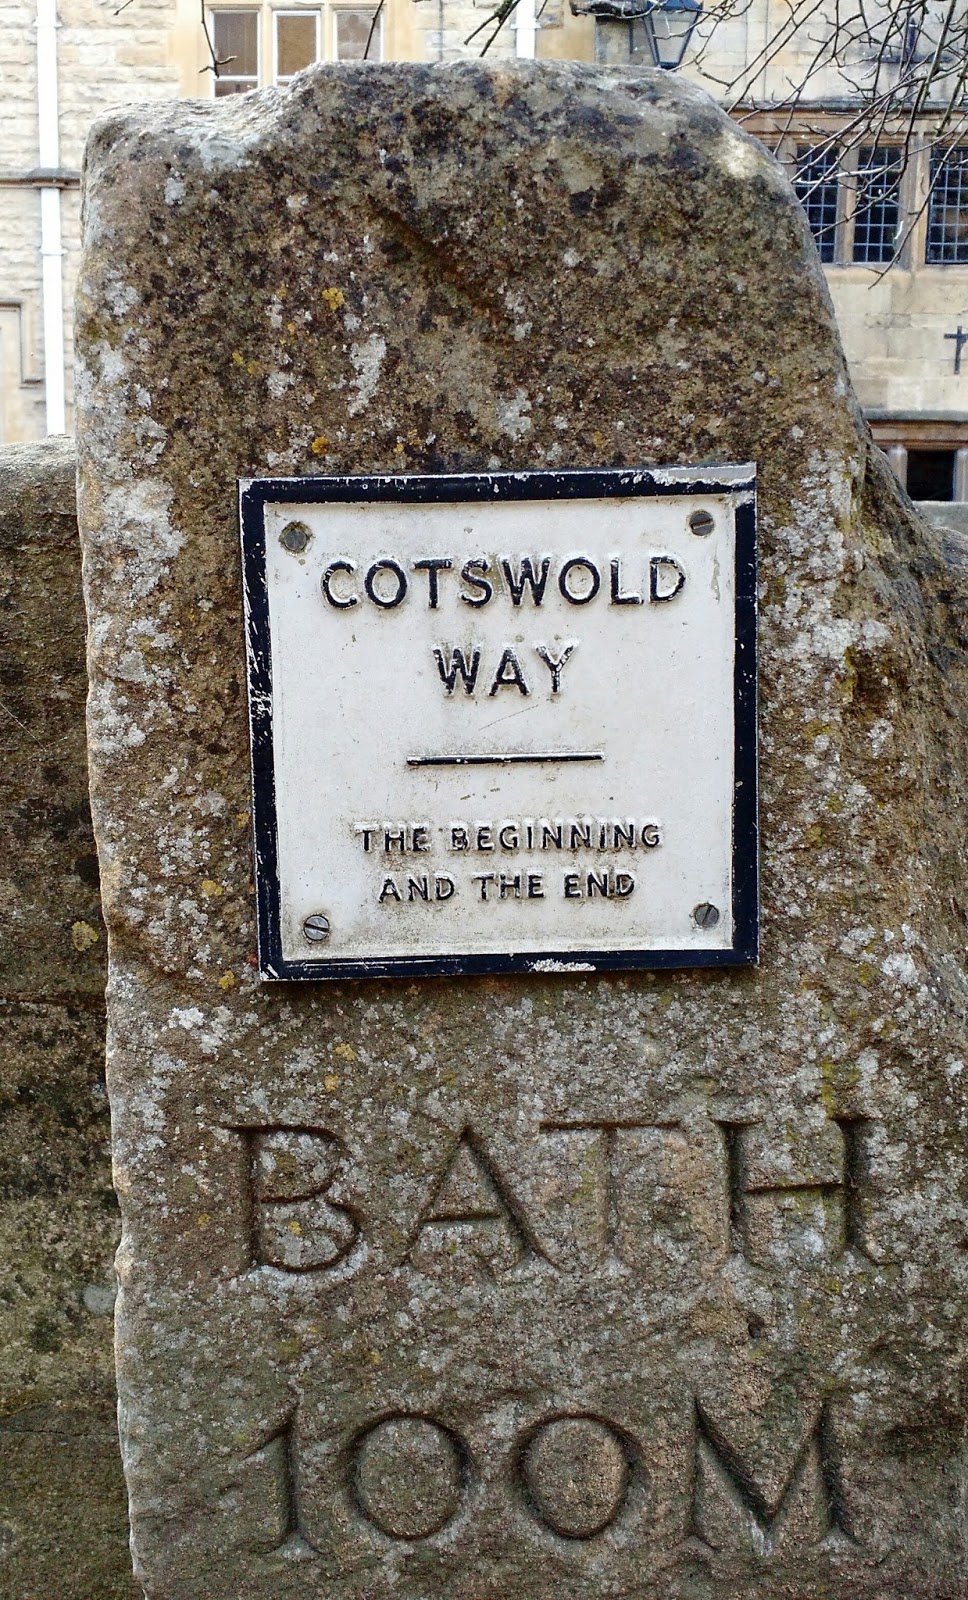 COTSWOLD
WAY
THE BEGINNING
AND THE END
BATH
100M